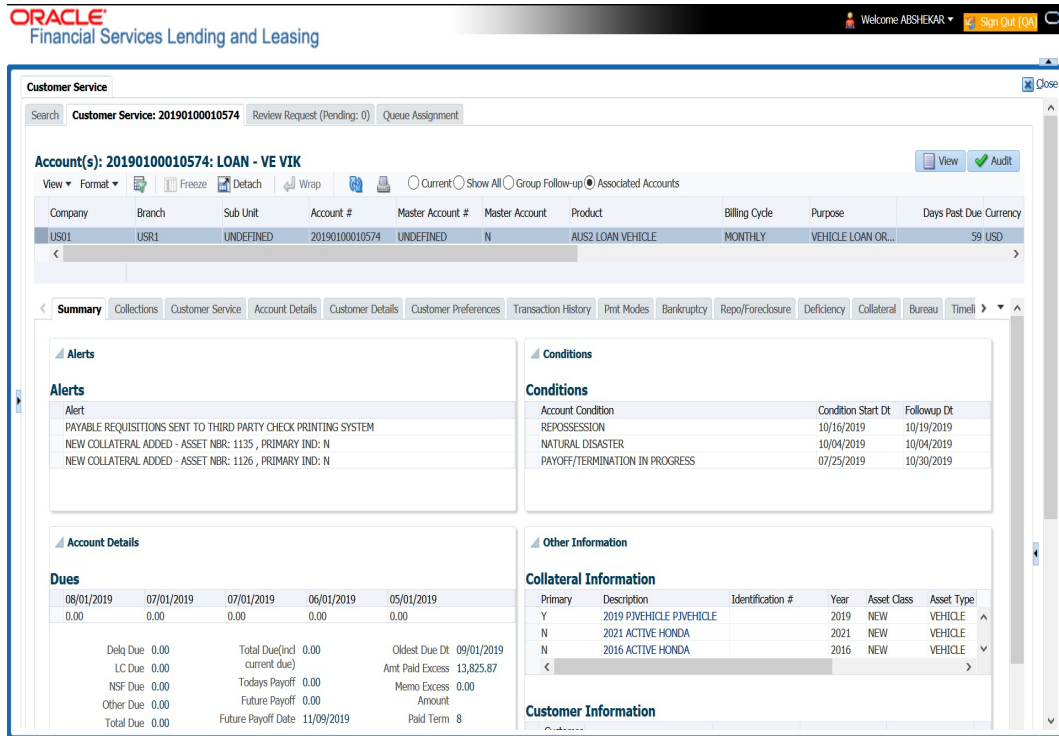 ORACLE
Financial Services Lending and Leasing
Welcome ABSHEKAR
Sign Out [QA]
Customer Service
Close
Search Customer Service: 20190100010574 Review Request (Pending: 0) Queue Assignment
Account(s): 20190100010574: LOAN - VE VIK
View Audit
View Format Freeze Detach Wrap Current Show All Group Follow-up Associated Accounts
Company Branch Sub Unit Account # Master Account # Master Account Product Billing Cycle Purpose Days Past Due Currency
US01 USR1 UNDEFINED 20190100010574 UNDEFINED N AUS2 LOAN VEHICLE MONTHLY VEHICLE LOAN OR... 59 USD
Summary Collections Customer Service Account Details Customer Details Customer Preferences Transaction History Pmt Modes Bankruptcy Repo/Foreclosure Deficiency Collateral Bureau Timeli
Alerts
Alerts
Alert
PAYABLE REQUISITIONS SENT TO THIRD PARTY CHECK PRINTING SYSTEM
NEW COLLATERAL ADDED - ASSET NBR: 1135 , PRIMARY IND: N
NEW COLLATERAL ADDED - ASSET NBR: 1126 , PRIMARY IND: N
Conditions
Conditions
Account Condition Condition Start Dt Followup Dt
REPOSSESSION 10/16/2019 10/19/2019
NATURAL DISASTER 10/04/2019 10/04/2019
PAYOFF/TERMINATION IN PROGRESS 07/25/2019 10/30/2019
Account Details
Dues
08/01/2019 07/01/2019 07/01/2019 06/01/2019 05/01/2019
0.00 0.00 0.00 0.00 0.00
Delq Due 0.00
LC Due 0.00
NSF Due 0.00
Other Due 0.00
Total Due 0.00
Total Due(incl 0.00
current due)
Todays Payoff 0.00
Future Payoff 0.00
Future Payoff Date 11/09/2019
Oldest Due Dt 09/01/2019
Amt Paid Excess 13,825.87
Memo Excess 0.00
Amount
Paid Term 8
Other Information
Collateral Information
Primary Description Identification # Year Asset Class Asset Type
Y 2019 PJVEHICLE PJVEHICLE 2019 NEW VEHICLE
N 2021 ACTIVE HONDA 2021 NEW VEHICLE
N 2016 ACTIVE HONDA 2016 NEW VEHICLE
Customer Information